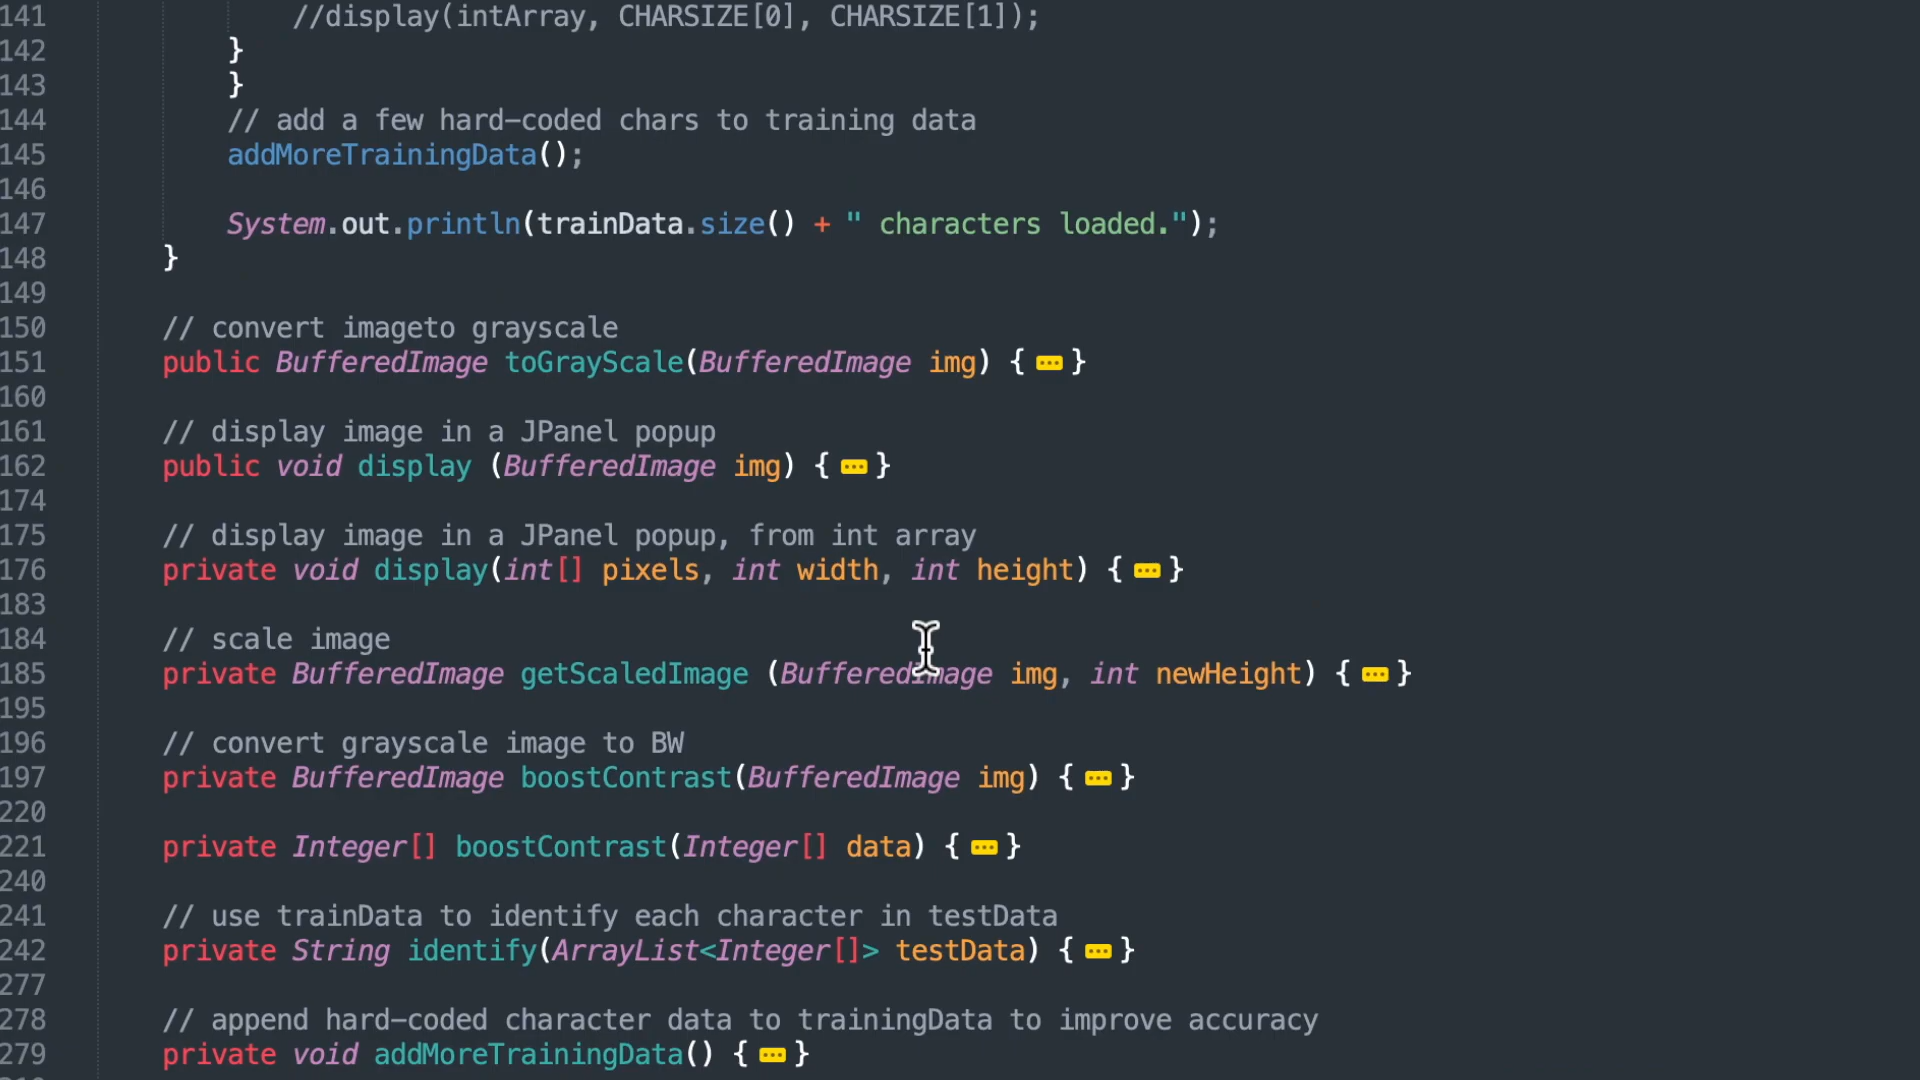 141 //display(intArray, CHARSIZE[0], CHARSIZE[1]);
142 }
143 }
144 // add a few hard-coded chars to training data
145 addMoreTrainingData();
146
147 System.out.println(trainData.size() + " characters loaded.");
148 }
149
150 // convert imageto grayscale
151 public BufferedImage toGrayScale(BufferedImage img) {···}
160
161 // display image in a JPanel popup
162 public void display (BufferedImage img) {···}
174
175 // display image in a JPanel popup, from int array
176 private void display(int[] pixels, int width, int height) {···}
183
184 // scale image
185 private BufferedImage getScaledImage (BufferedImage img, int newHeight) {···}
195
196 // convert grayscale image to BW
197 private BufferedImage boostContrast(BufferedImage img) {···}
220
221 private Integer[] boostContrast(Integer[] data) {···}
240
241 // use trainData to identify each character in testData
242 private String identify(ArrayList<Integer[]> testData) {···}
277
278 // append hard-coded character data to trainingData to improve accuracy
279 private void addMoreTrainingData() {···}